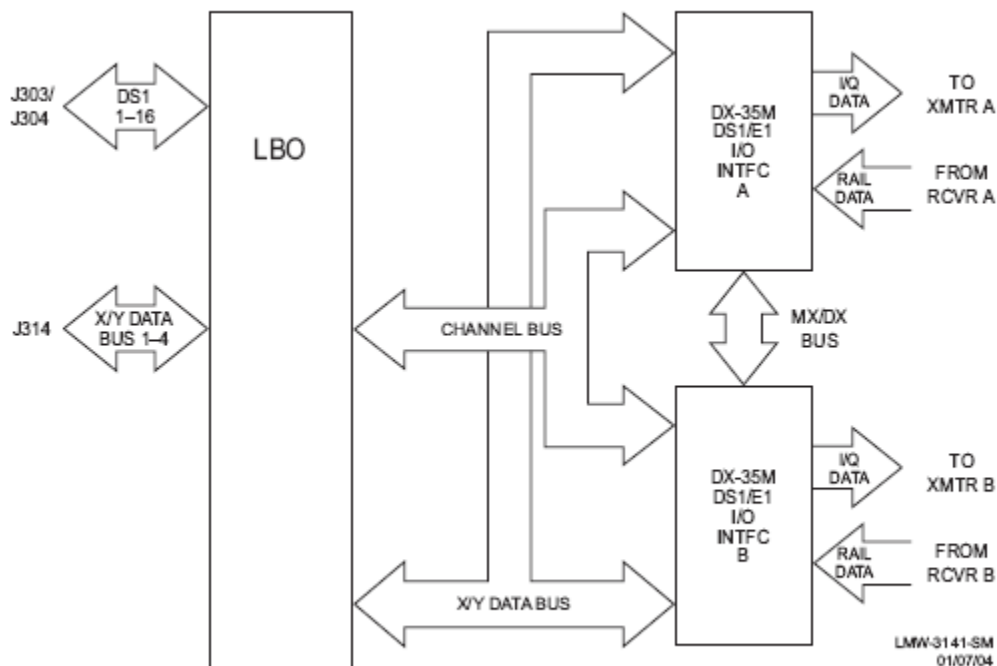 J303/
J304
DS1
1–16
LBO
J314
X/Y DATA
BUS 1–4
CHANNEL BUS
X/Y DATA BUS
DX-35M
DS1/E1
I/O
INTFC
A
I/Q
DATA
TO
XMTR A
RAIL
DATA
FROM
RCVR A
MX/DX
BUS
DX-35M
DS1/E1
I/O
INTFC
B
I/Q
DATA
TO
XMTR B
RAIL
DATA
FROM
RCVR B
LMW-3141-SM
01/07/04